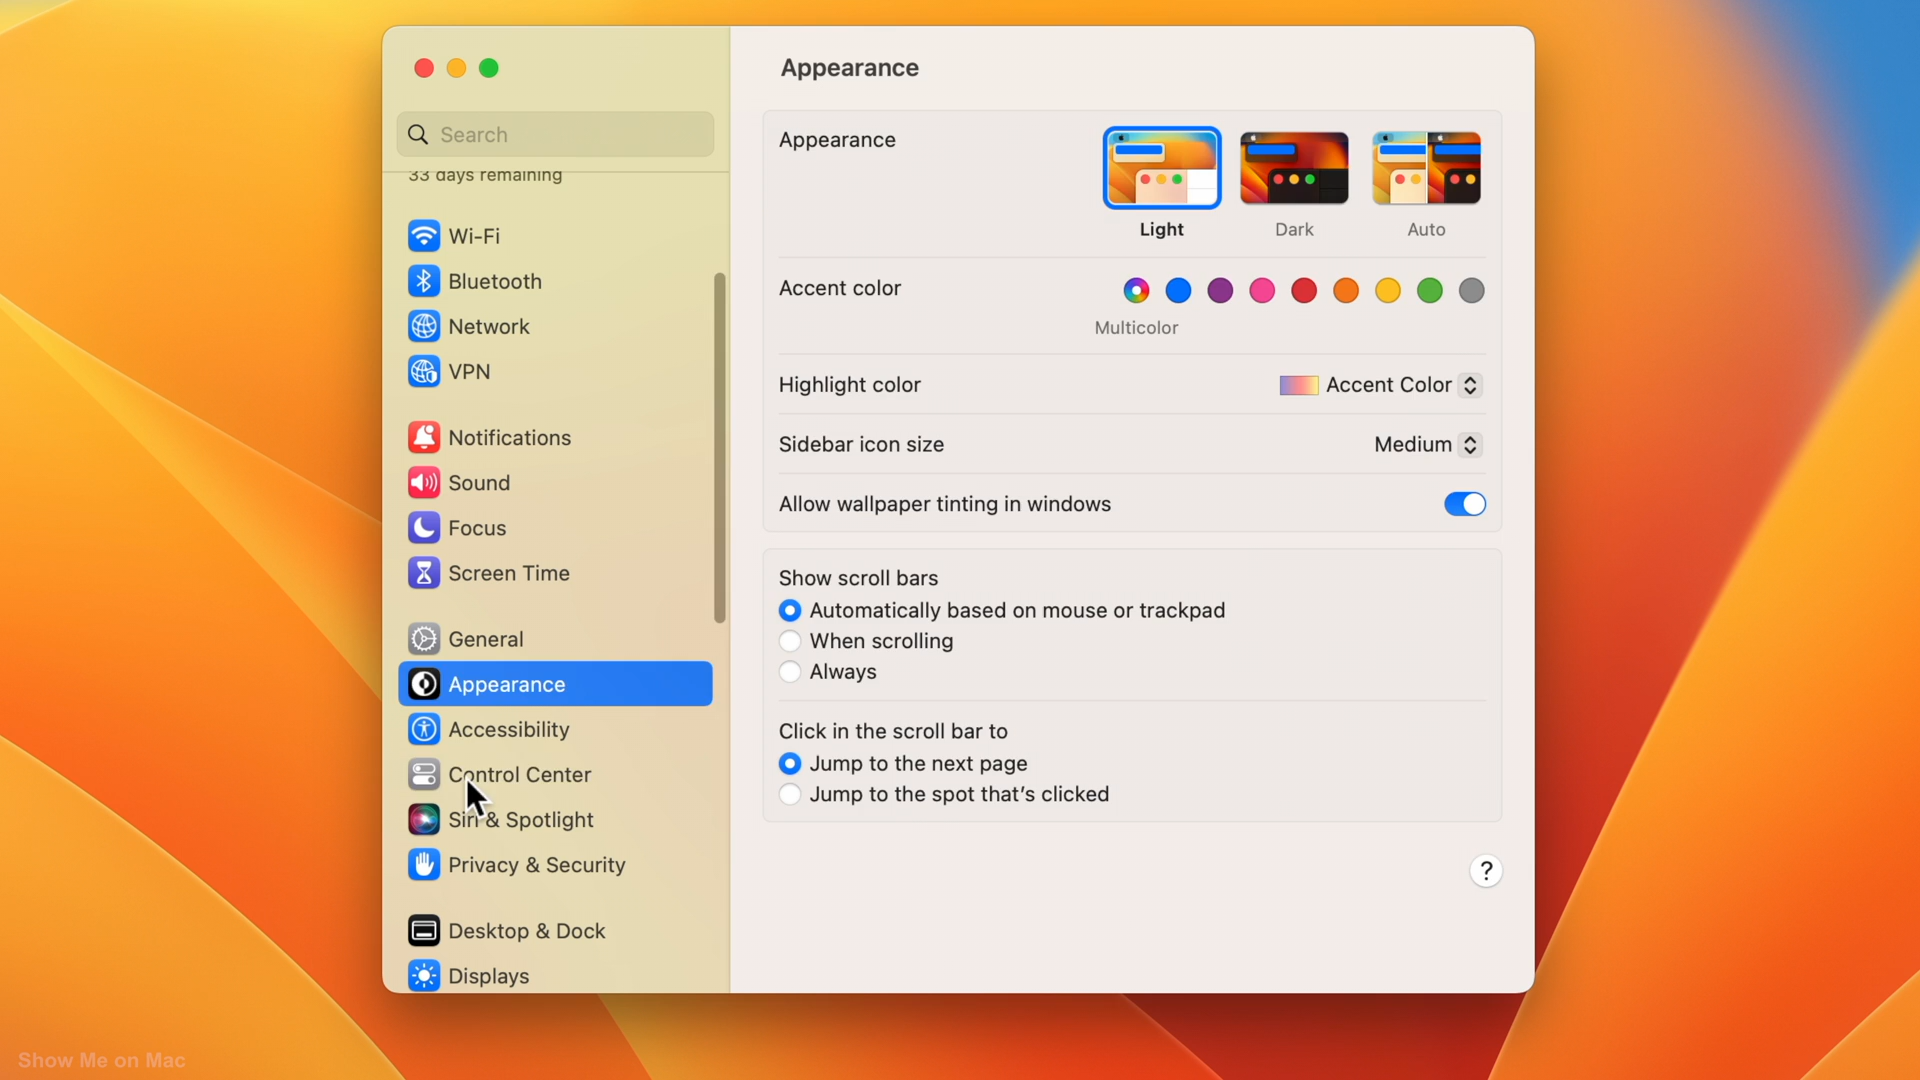 Search
33 days remaining
Wi-Fi
Bluetooth
Network
VPN
Notifications
Sound
Focus
Screen Time
General
Appearance
Accessibility
Control Center
Siri & Spotlight
Privacy & Security
Desktop & Dock
Displays
Appearance
Appearance
Light
Dark
Auto
Accent color
Multicolor
Highlight color
Accent Color
Sidebar icon size
Medium
Allow wallpaper tinting in windows
Show scroll bars
Automatically based on mouse or trackpad
When scrolling
Always
Click in the scroll bar to
Jump to the next page
Jump to the spot that’s clicked
?
Show Me on Mac